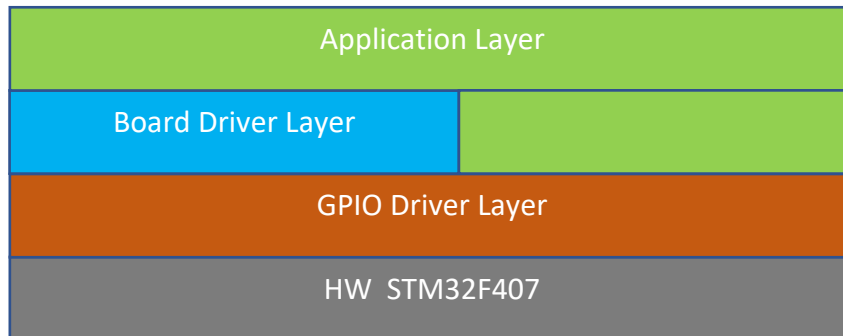 Application Layer
Board Driver Layer
GPIO Driver Layer
HW  STM32F407